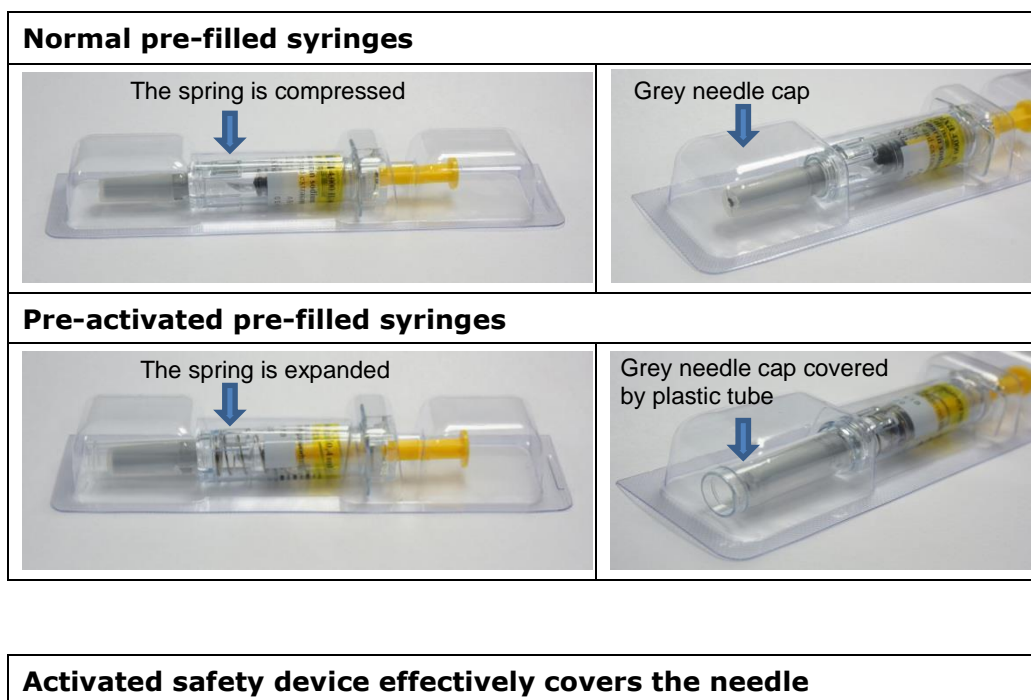 Normal pre-filled syringes
The spring is compressed
Grey needle cap
Pre-activated pre-filled syringes
The spring is expanded
Grey needle cap covered
by plastic tube
Activated safety device effectively covers the needle